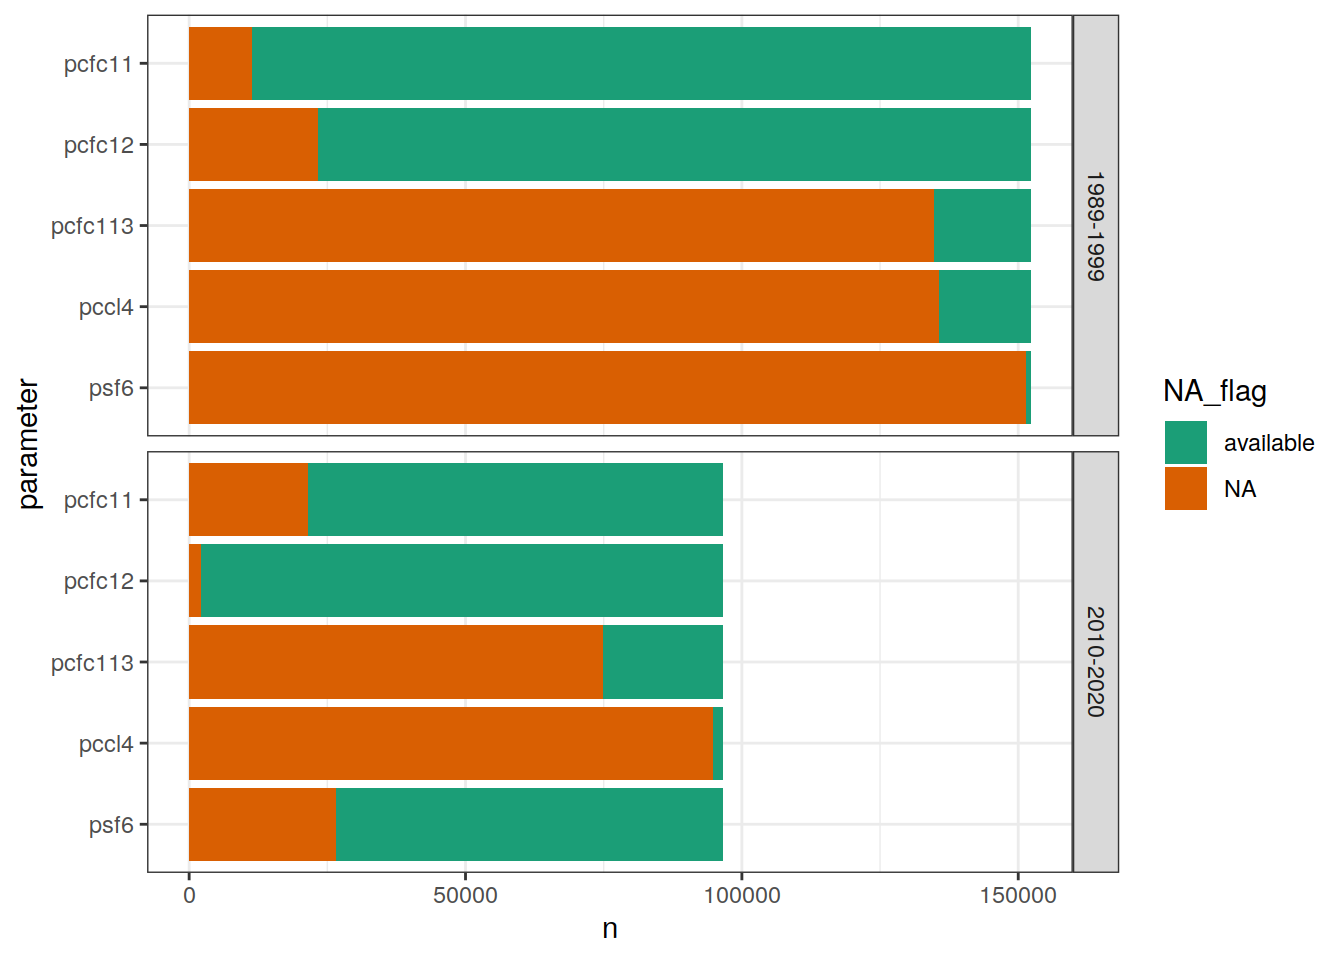 parameter
pcfc11
pcfc12
pcfc113
pccl4
psf6
1989-1999
pcfc11
pcfc12
pcfc113
pccl4
psf6
2010-2020
0 50000 100000 150000
n
NA_flag
available
NA